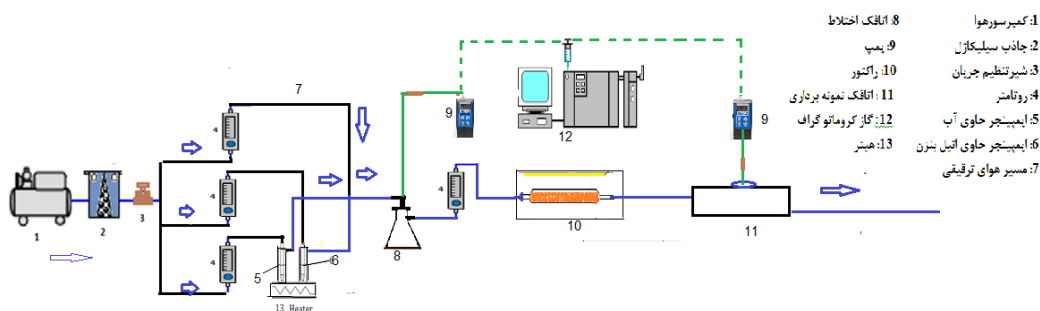 1: کمپرسورهوا
2: جاذب سیلیکاژل
3: شیرتنظیم جریان
4: روتامتر
5: ایمپینجر حاوی آب
6: ایمپینجر حاوی اتیل بنزن
7: مسیر هوای ترقیقی
8: اتاقک اختلاط
9: پمپ
10: راکتور
11: اتاقک نمونه برداری
12: گاز کروماتو گراف
13: هیتر
1
2
3
4
4
4
5
6
7
8
4
9
10
11
12
9
13 Heater